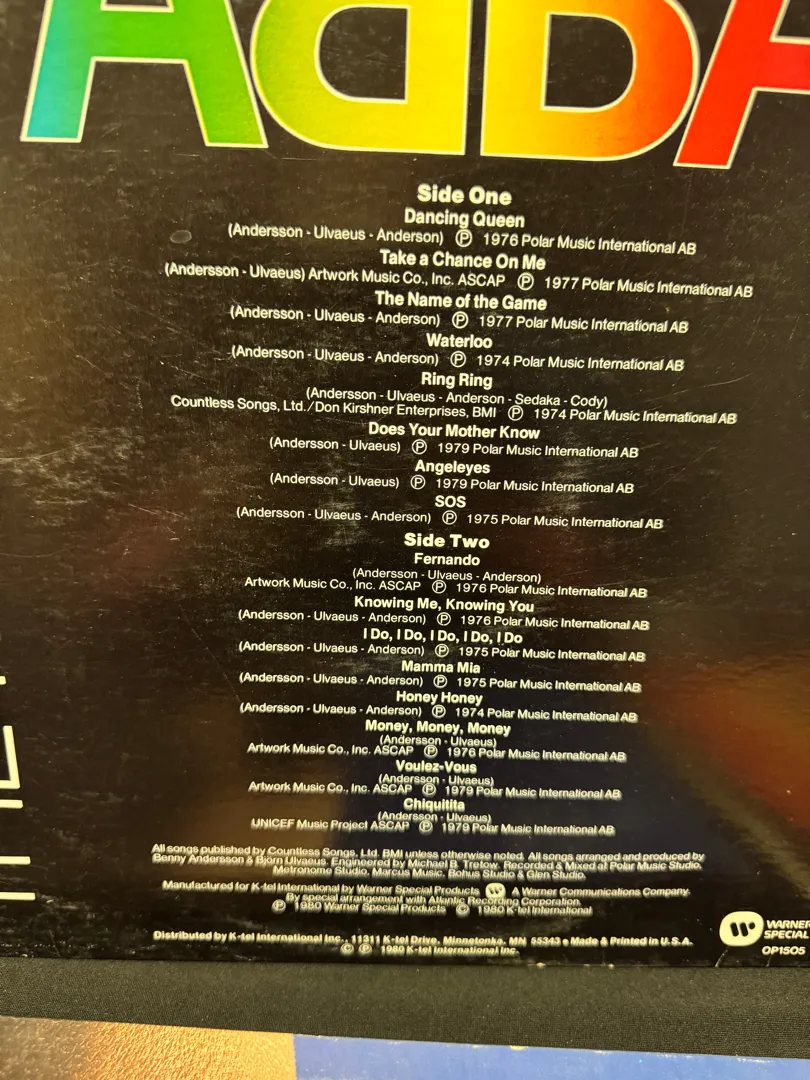 ABBA
Side One
Dancing Queen
(Andersson - Ulvaeus - Anderson) Ⓟ 1976 Polar Music International AB
Take a Chance On Me
(Andersson - Ulvaeus) Artwork Music Co., Inc. ASCAP Ⓟ 1977 Polar Music International AB
The Name of the Game
(Andersson - Ulvaeus - Anderson) Ⓟ 1977 Polar Music International AB
Waterloo
(Andersson - Ulvaeus - Anderson) Ⓟ 1974 Polar Music International AB
Ring Ring
(Andersson - Ulvaeus - Anderson - Sedaka - Cody)
Countless Songs, Ltd./Don Kirshner Enterprises, BMI Ⓟ 1974 Polar Music International AB
Does Your Mother Know
(Andersson - Ulvaeus) Ⓟ 1979 Polar Music International AB
Angeleyes
(Andersson - Ulvaeus) Ⓟ 1979 Polar Music International AB
SOS
(Andersson - Ulvaeus - Anderson) Ⓟ 1975 Polar Music International AB
Side Two
Fernando
(Andersson - Ulvaeus - Anderson)
Artwork Music Co., Inc. ASCAP Ⓟ 1976 Polar Music International AB
Knowing Me, Knowing You
(Andersson - Ulvaeus - Anderson) Ⓟ 1976 Polar Music International AB
I Do, I Do, I Do, I Do, I Do
(Andersson - Ulvaeus - Anderson) Ⓟ 1975 Polar Music International AB
Mamma Mia
(Andersson - Ulvaeus - Anderson) Ⓟ 1975 Polar Music International AB
Honey Honey
(Andersson - Ulvaeus - Anderson) Ⓟ 1974 Polar Music International AB
Money, Money, Money
(Andersson - Ulvaeus)
Artwork Music Co., Inc. ASCAP Ⓟ 1976 Polar Music International AB
Voulez-Vous
(Andersson - Ulvaeus)
Artwork Music Co., Inc. ASCAP Ⓟ 1979 Polar Music International AB
Chiquitita
(Andersson - Ulvaeus)
UNICEF Music Project ASCAP Ⓟ 1979 Polar Music International AB
All songs published by Countless Songs, Ltd. BMI unless otherwise noted. All songs arranged and produced by
Benny Andersson & Björn Ulvaeus. Engineered by Michael B. Tretow. Recorded & Mixed at Polar Music Studio,
Metronome Studio, Marcus Music, Bohus Studio & Glen Studio.
Manufactured for K-tel International by Warner Special Products A Warner Communications Company.
By special arrangement with Atlantic Recording Corporation.
Ⓟ 1980 Warner Special Products © 1980 K-tel International
Distributed by K-tel International Inc., 11311 K-tel Drive, Minnetonka, MN 55343 • Made & Printed in U.S.A.
© Ⓟ 1980 K-tel International Inc.
WARNER
SPECIAL
OP1505